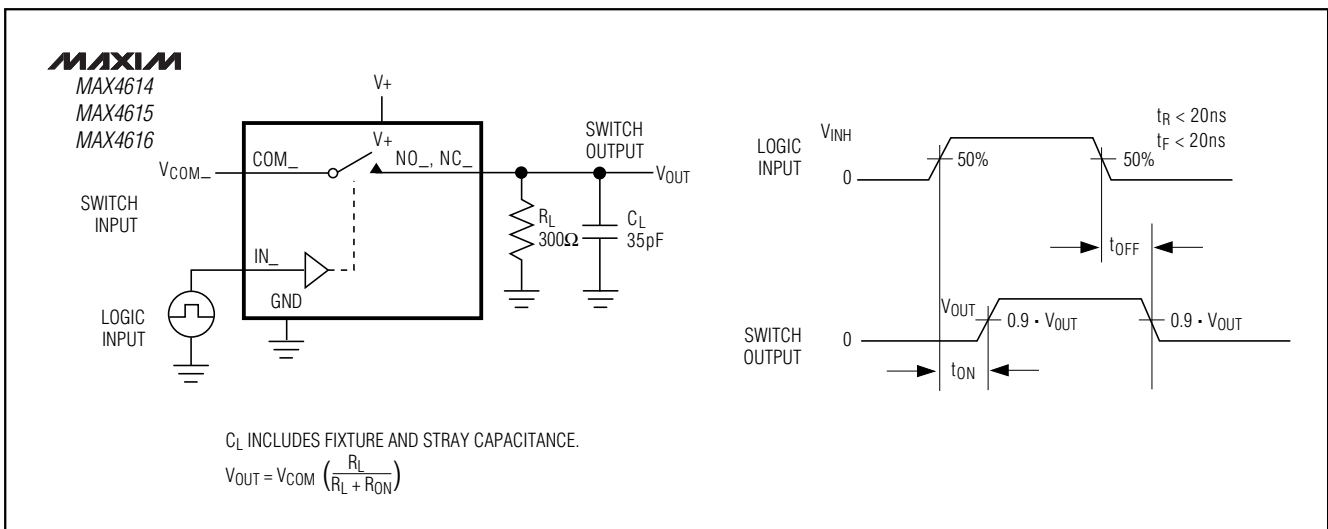 MAXIM
MAX4614
MAX4615
MAX4616
V+
V+
COM_
NO_, NC_
VCOM_
SWITCH
INPUT
SWITCH
OUTPUT
VOUT
RL
300Ω
CL
35pF
IN_
GND
LOGIC
INPUT
CL INCLUDES FIXTURE AND STRAY CAPACITANCE.
VOUT = VCOM (RL / RL + RON)
tR < 20ns
tF < 20ns
LOGIC
INPUT
VINH
0
50%
50%
tOFF
SWITCH
OUTPUT
VOUT
0
0.9 · VOUT
0.9 · VOUT
tON